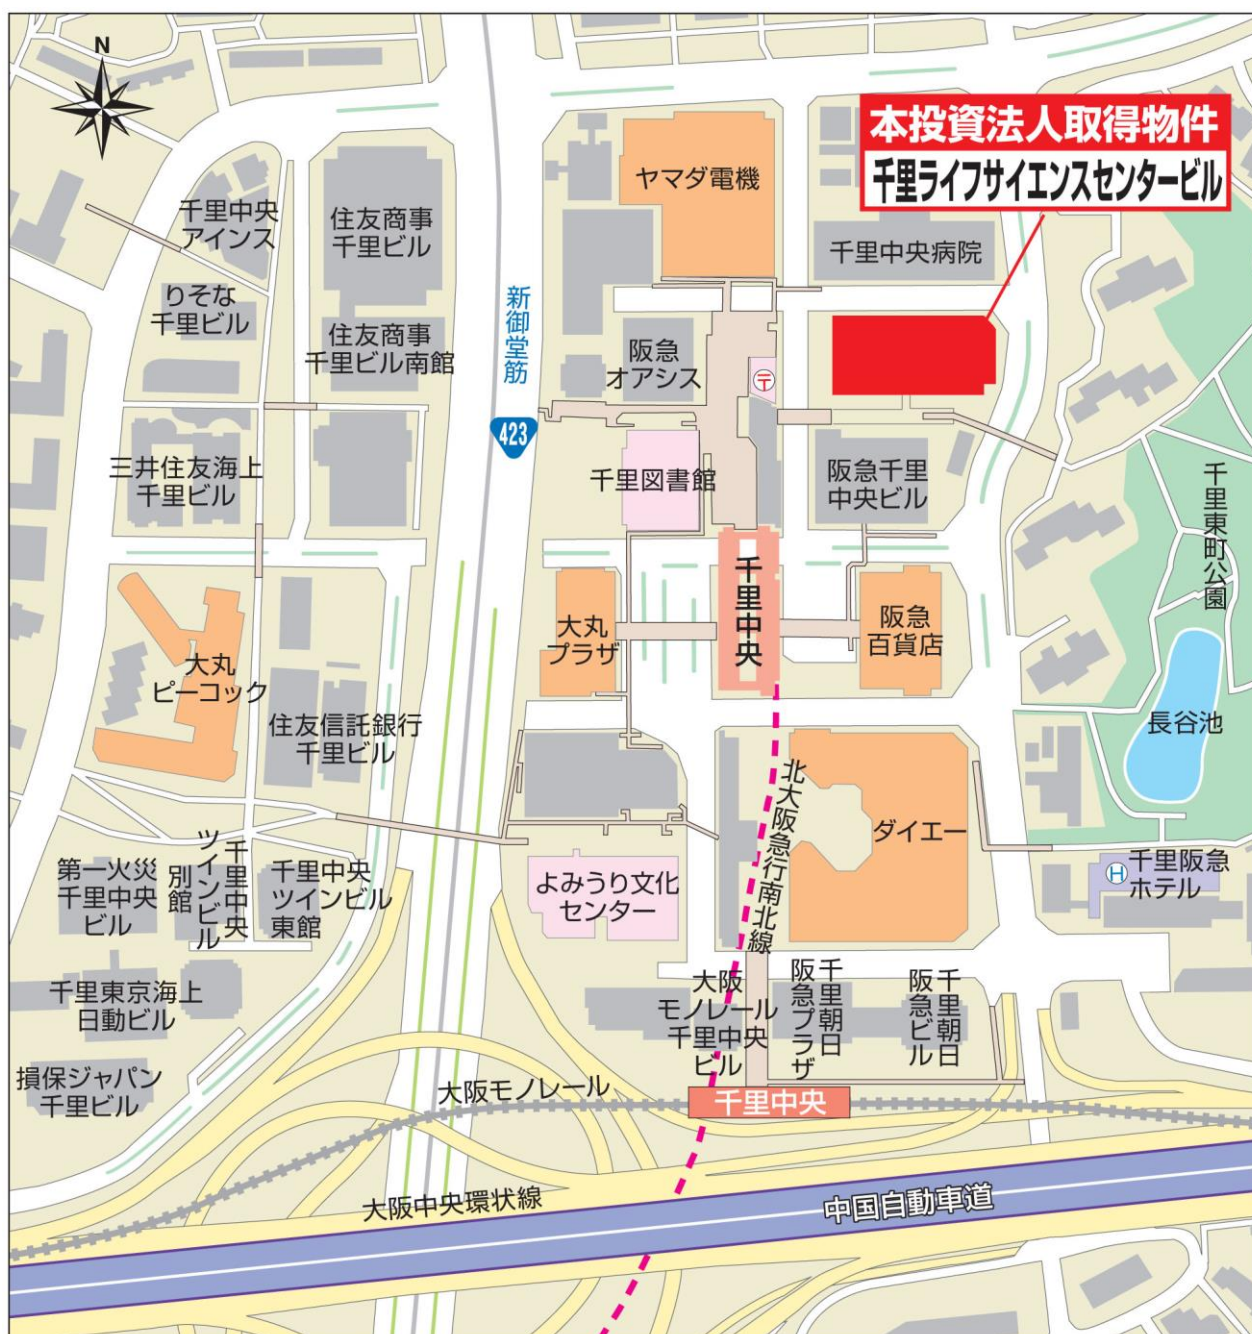 N
本投資法人取得物件
千里ライフサイエンスセンタービル
ヤマダ電機
千里中央
アインス
住友商事
千里ビル
千里中央病院
りそな
千里ビル
新御堂筋
住友商事
千里ビル南館
阪急
オアシス
〒
423
三井住友海上
千里ビル
千里図書館
阪急千里
中央ビル
千里東町公園
千里中央
大丸
プラザ
阪急
百貨店
大丸
ピーコック
住友信託銀行
千里ビル
長谷池
北大阪急行南北線
ダイエー
第一火災
千里中央
ビル
千里中央
ツインビル
別館
千里中央
ツインビル
東館
よみうり文化
センター
H
千里阪急
ホテル
千里東京海上
日動ビル
大阪
モノレール
千里中央
ビル
千里朝日
阪急プラザ
千里朝日
阪急ビル
損保ジャパン
千里ビル
大阪モノレール
千里中央
大阪中央環状線
中国自動車道